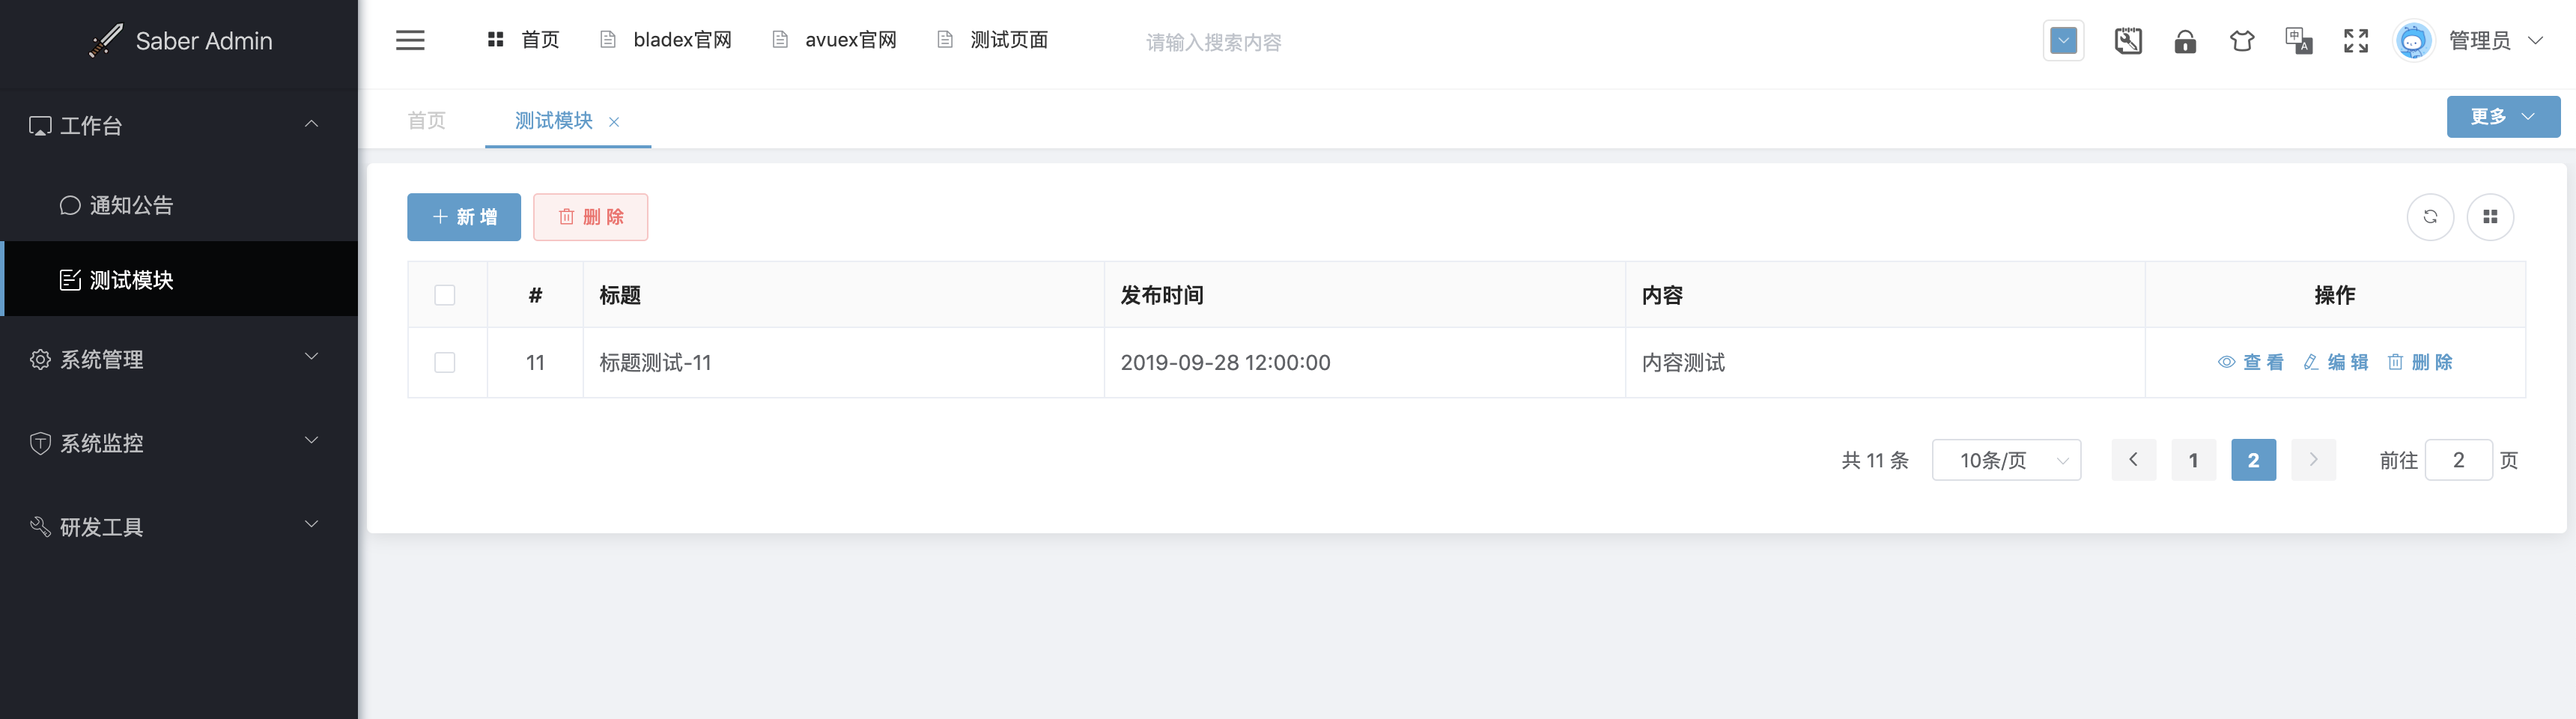 Saber Admin
首页 bladex官网 avuex官网 测试页面 请输入搜索内容 中 A 管理员
工作台
通知公告
测试模块
系统管理
系统监控
研发工具
首页 测试模块 更多
新 增 删 除
# 标题 发布时间 内容 操作
11 标题测试-11 2019-09-28 12:00:00 内容测试 查 看 编 辑 删 除
共 11 条 10条/页 1 2 前往 2 页